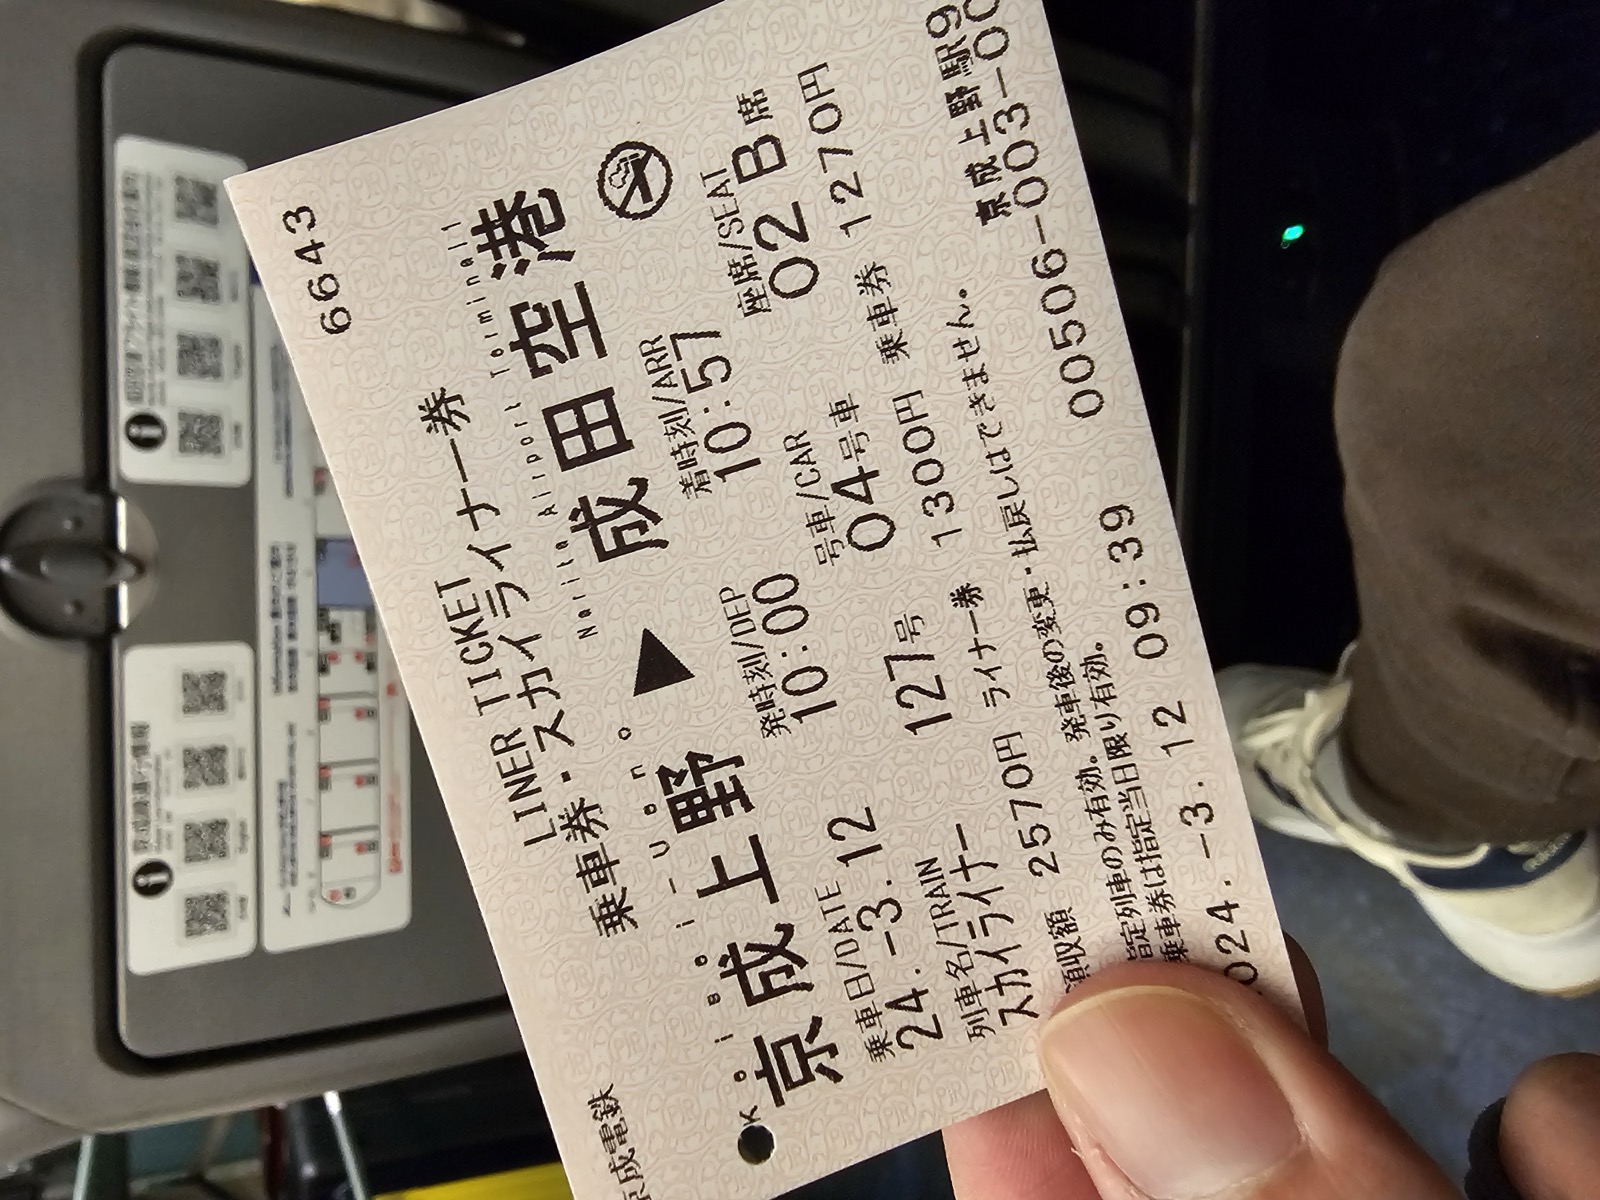 6643
LINER TICKET
乗車券・スカイライナー券
Keisei-Ueno
Narita Airport Terminal1
京成上野 ▶ 成田空港
乗車日/DATE 発時刻/DEP 着時刻/ARR
24.-3.12 10:00 10:57
列車名/TRAIN 号車/CAR 座席/SEAT
スカイライナー 127号 04号車 02 B席
領収額 2570円 ライナー券 1300円 乗車券 1270円
指定列車のみ有効。発車後の変更・払戻しはできません。
乗車券は指定当日限り有効。
京成上野駅9
024.-3.12 09:39 00506-003-00
京成電鉄